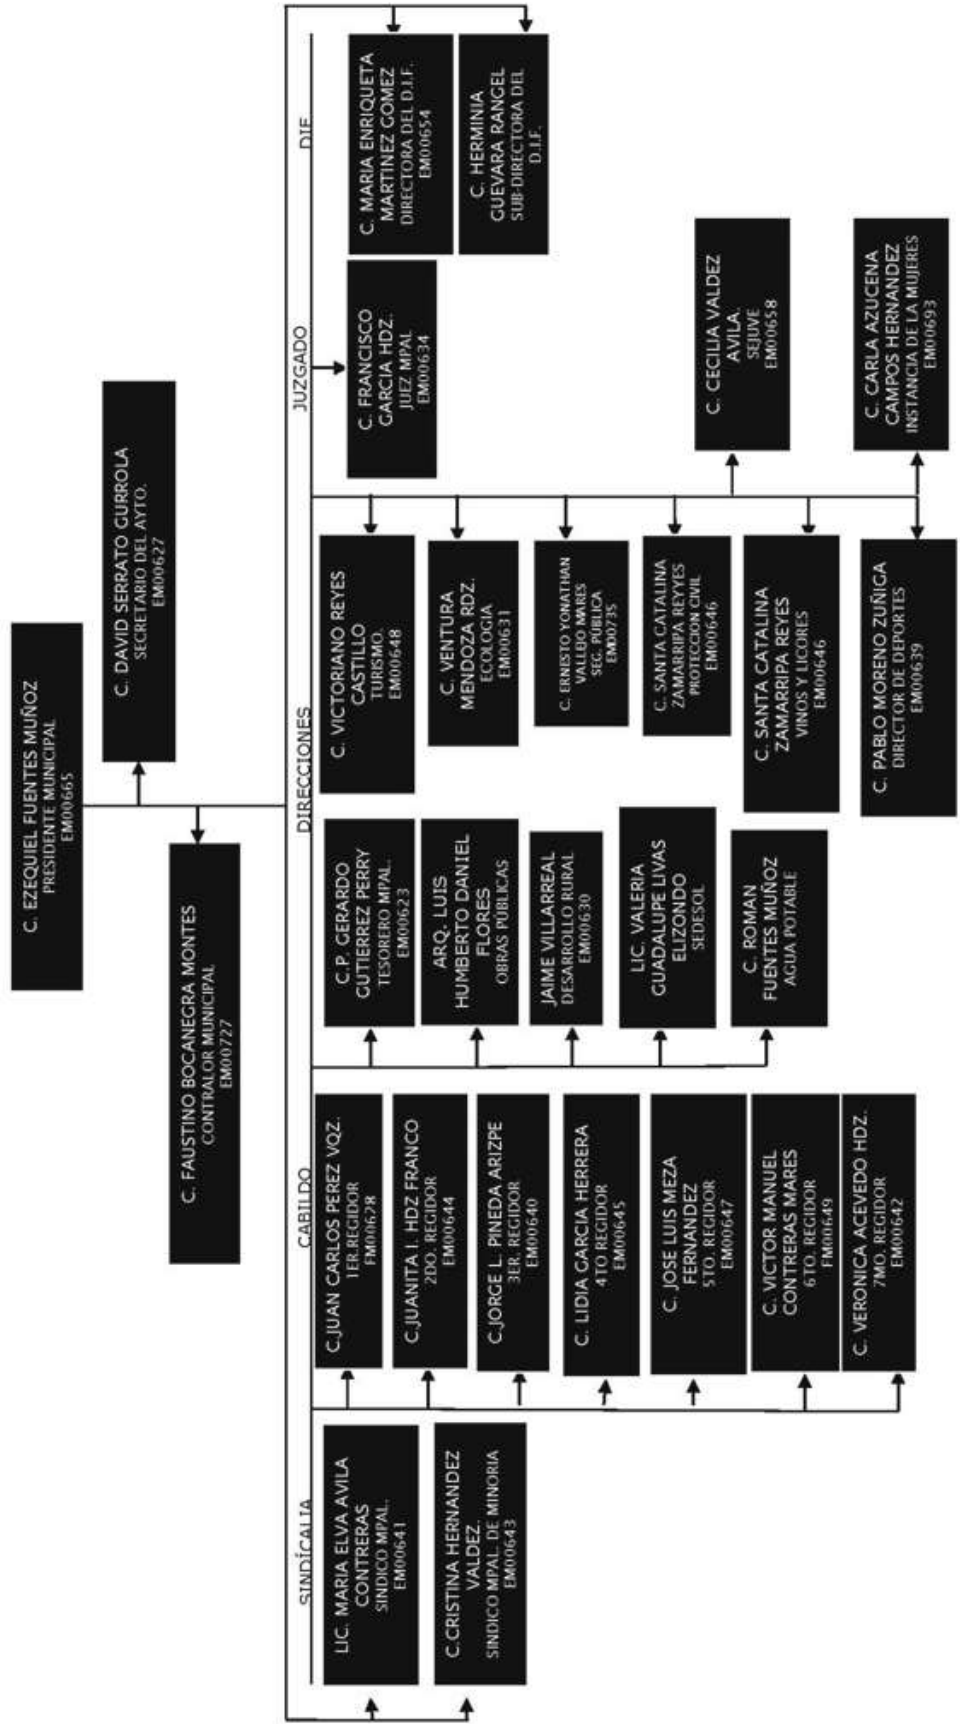 C. EZEQUIEL FUENTES MUÑOZ
PRESIDENTE MUNICIPAL
EM00665
C. DAVID SERRATO GURROLA
SECRETARIO DEL AYTO.
EM00627
C. FAUSTINO BOCANEGRA MONTES
CONTRALOR MUNICIPAL
EM00727
SINDÍCALIA
LIC. MARIA ELVA AVILA
CONTRERAS
SINDICO MPAL.
EM00641
C.CRISTINA HERNANDEZ
VALDEZ.
SINDICO MPAL. DE MINORIA
EM00643
CABILDO
C.JUAN CARLOS PEREZ VQZ.
1ER.REGIDOR
EM00628
C.JUANITA I. HDZ FRANCO
2DO. REGIDOR
EM00644
C.JORGE L. PINEDA ARIZPE
3ER. REGIDOR
EM00640
C. LIDIA GARCIA HERRERA
4TO REGIDOR
EM00645
C. JOSE LUIS MEZA
FERNANDEZ
5TO. REGIDOR
EM00647
C. VICTOR MANUEL
CONTRERAS MARES
6TO. REGIDOR
EM00649
C. VERONICA ACEVEDO HDZ.
7MO. REGIDOR
EM00642
DIRECCIONES
C.P. GERARDO
GUTIERREZ PERRY
TESORERO MPAL.
EM00623
ARQ. LUIS
HUMBERTO DANIEL
FLORES
OBRAS PÚBLICAS
JAIME VILLARREAL
DESARROLLO RURAL
EM00630
LIC. VALERIA
GUADALUPE LIVAS
ELIZONDO
SEDESOL
C. ROMAN
FUENTES MUÑOZ
AGUA POTABLE
C. VICTORIANO REYES
CASTILLO
TURISMO.
EM00648
C. VENTURA
MENDOZA RDZ.
ECOLOGIA
EM00631
C. ERNESTO YONATHAN
VALLEJO MARES
SEG. PÚBLICA
EM00735
C. SANTA CATALINA
ZAMARRIPA REYYES
PROTECCION CIVIL
EM00646
C. SANTA CATALINA
ZAMARRIPA REYES
VINOS Y LICORES
EM00646
C. PABLO MORENO ZUÑIGA
DIRECTOR DE DEPORTES
EM00639
JUZGADO
C. FRANCISCO
GARCIA HDZ.
JUEZ MPAL
EM00634
C. CECILIA VALDEZ
AVILA.
SEJUVE
EM00658
C. CARLA AZUCENA
CAMPOS HERNANDEZ
INSTANCIA DE LA MUJERES
EM00693
DIF
C. MARIA ENRIQUETA
MARTINEZ GOMEZ
DIRECTORA DEL D.I.F.
EM00654
C. HERMINIA
GUEVARA RANGEL
SUB-DIRECTORA DEL
D.I.F.